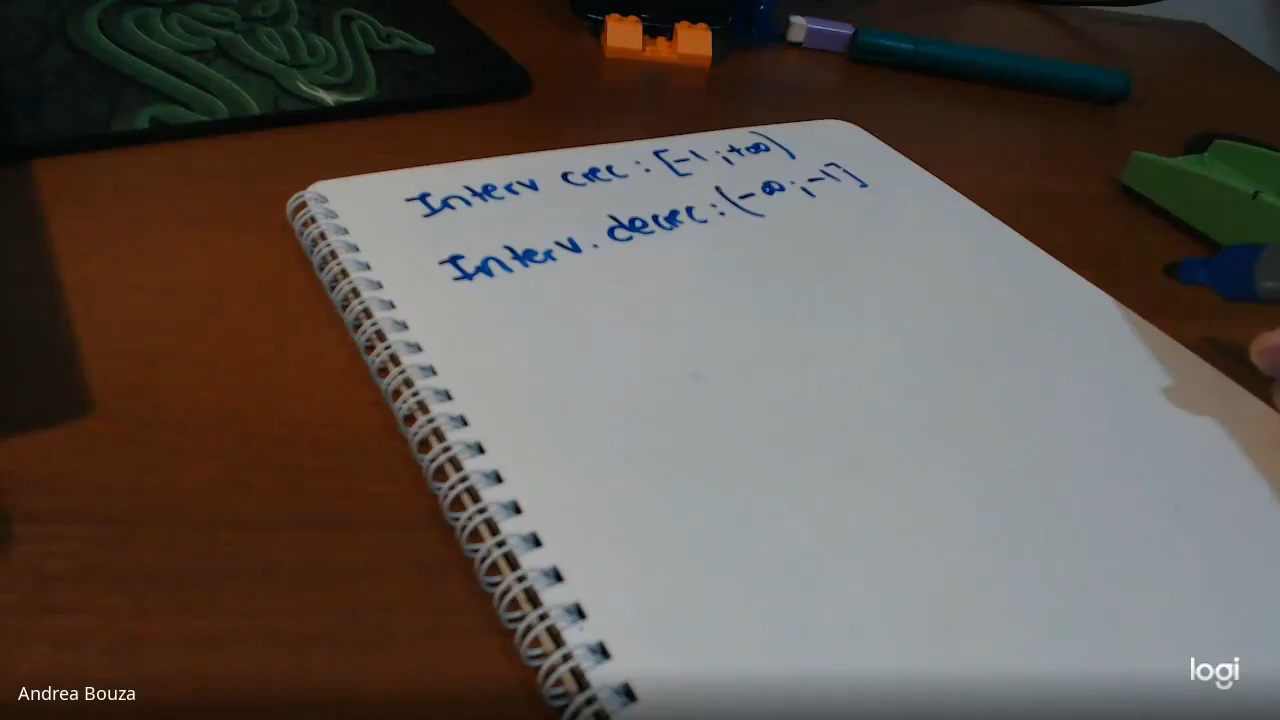 Interv crec: [-1;+∞)
Interv. decrec: (-∞;-1]
logi
Andrea Bouza